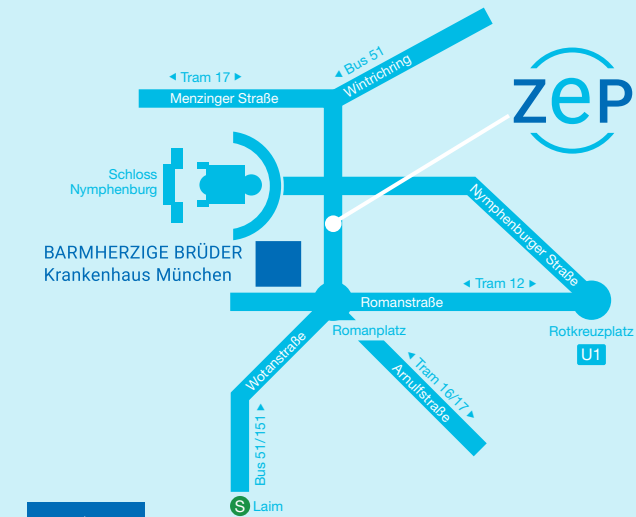 Bus 51
Wintrichring
Tram 17
Menzinger Straße
zeP
Schloss
Nymphenburg
Nymphenburger Straße
BARMHERZIGE BRÜDER
Krankenhaus München
Tram 12
Romanstraße
Romanplatz
Rotkreuzplatz
U1
Wotanstraße
Tram 16/17
Arnulfstraße
Bus 51/151
S Laim